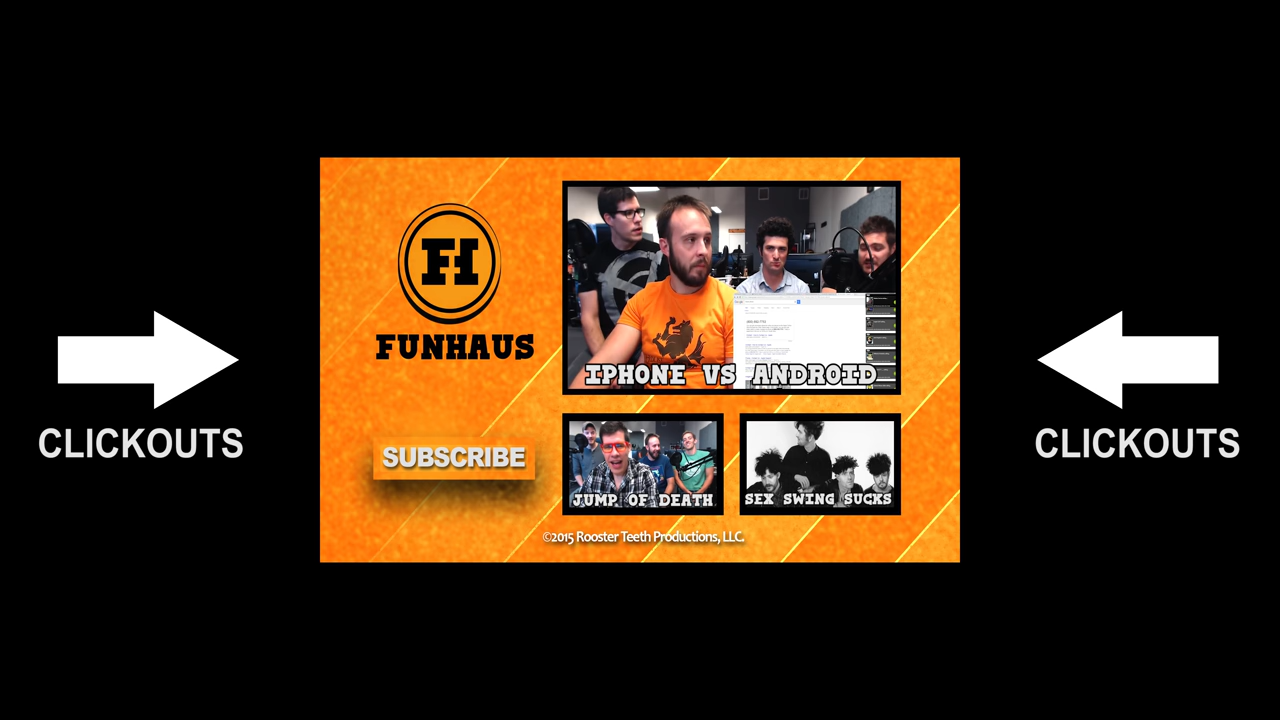 FH
FUNHAUS
IPHONE VS ANDROID
CLICKOUTS
CLICKOUTS
SUBSCRIBE
JUMP OF DEATH
SEX SWING SUCKS
©2015 Rooster Teeth Productions, LLC.